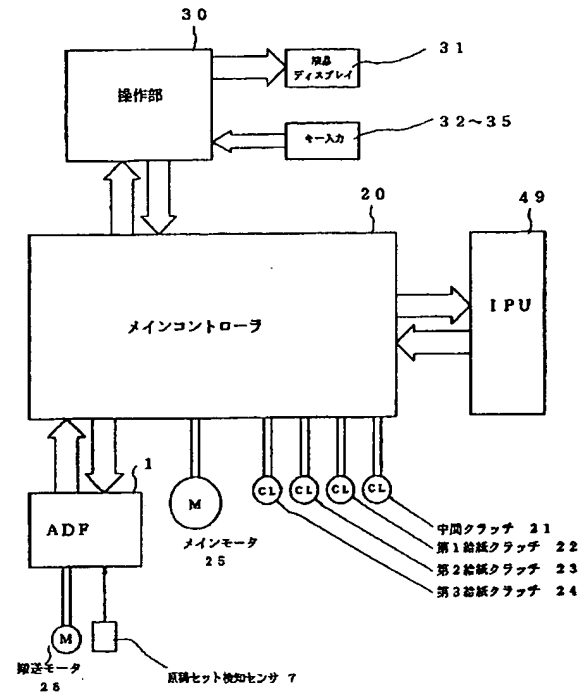 30
操作部
液晶
ディスプレイ
31
キー入力
32〜35
20
メインコントローラ
49
IPU
1
ADF
M
メインモータ
25
CL CL CL CL
中間クラッチ 21
第1給紙クラッチ 22
第2給紙クラッチ 23
第3給紙クラッチ 24
M
搬送モータ
26
原稿セット検知センサ 7